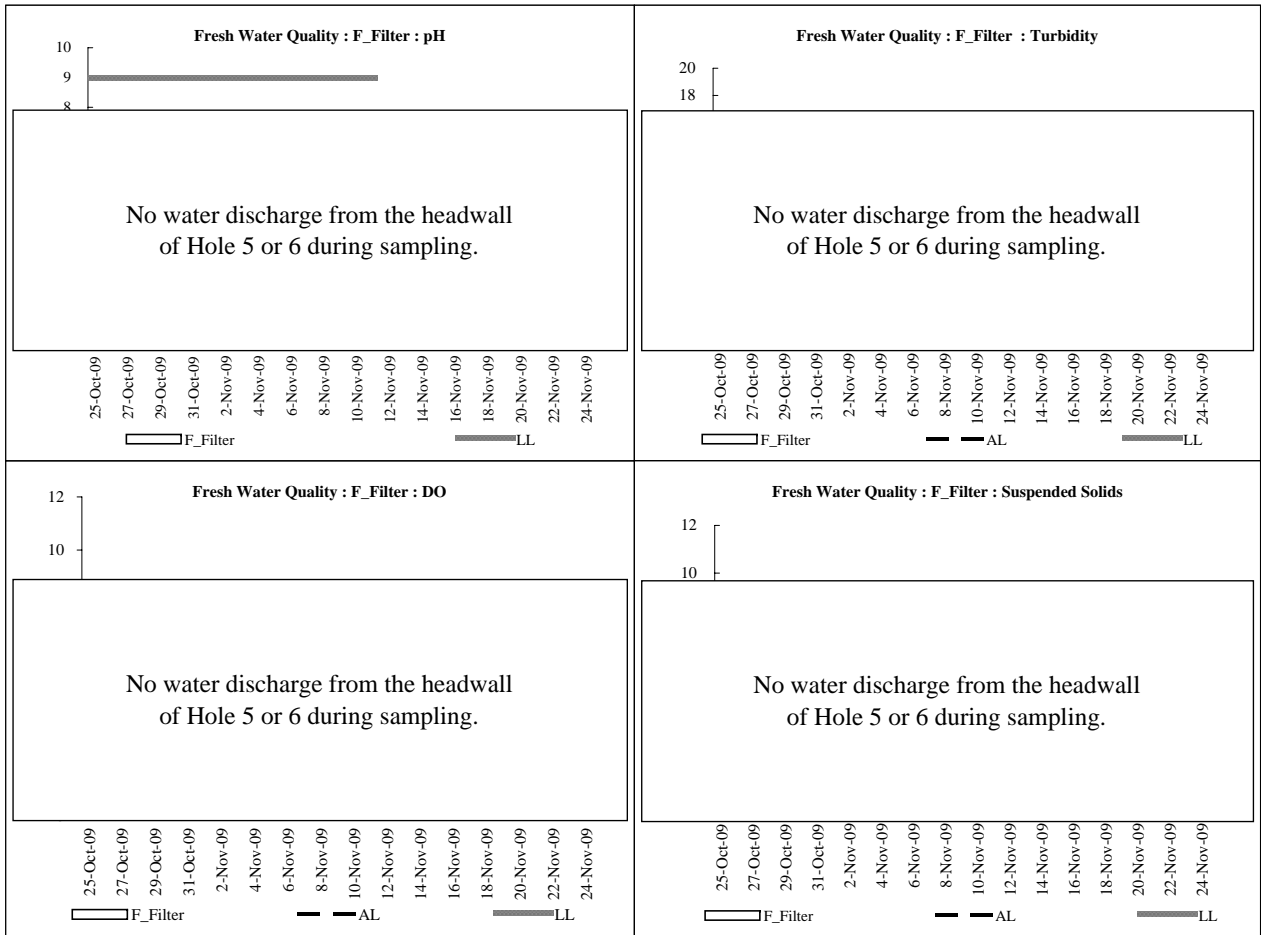 Fresh Water Quality : F_Filter : pH
10
9
8
No water discharge from the headwall
of Hole 5 or 6 during sampling.
25-Oct-09
27-Oct-09
29-Oct-09
31-Oct-09
2-Nov-09
4-Nov-09
6-Nov-09
8-Nov-09
10-Nov-09
12-Nov-09
14-Nov-09
16-Nov-09
18-Nov-09
20-Nov-09
22-Nov-09
24-Nov-09
F_Filter LL
Fresh Water Quality : F_Filter : Turbidity
20
18
No water discharge from the headwall
of Hole 5 or 6 during sampling.
25-Oct-09
27-Oct-09
29-Oct-09
31-Oct-09
2-Nov-09
4-Nov-09
6-Nov-09
8-Nov-09
10-Nov-09
12-Nov-09
14-Nov-09
16-Nov-09
18-Nov-09
20-Nov-09
22-Nov-09
24-Nov-09
F_Filter AL LL
Fresh Water Quality : F_Filter : DO
12
10
No water discharge from the headwall
of Hole 5 or 6 during sampling.
25-Oct-09
27-Oct-09
29-Oct-09
31-Oct-09
2-Nov-09
4-Nov-09
6-Nov-09
8-Nov-09
10-Nov-09
12-Nov-09
14-Nov-09
16-Nov-09
18-Nov-09
20-Nov-09
22-Nov-09
24-Nov-09
F_Filter AL LL
Fresh Water Quality : F_Filter : Suspended Solids
12
10
No water discharge from the headwall
of Hole 5 or 6 during sampling.
25-Oct-09
27-Oct-09
29-Oct-09
31-Oct-09
2-Nov-09
4-Nov-09
6-Nov-09
8-Nov-09
10-Nov-09
12-Nov-09
14-Nov-09
16-Nov-09
18-Nov-09
20-Nov-09
22-Nov-09
24-Nov-09
F_Filter AL LL